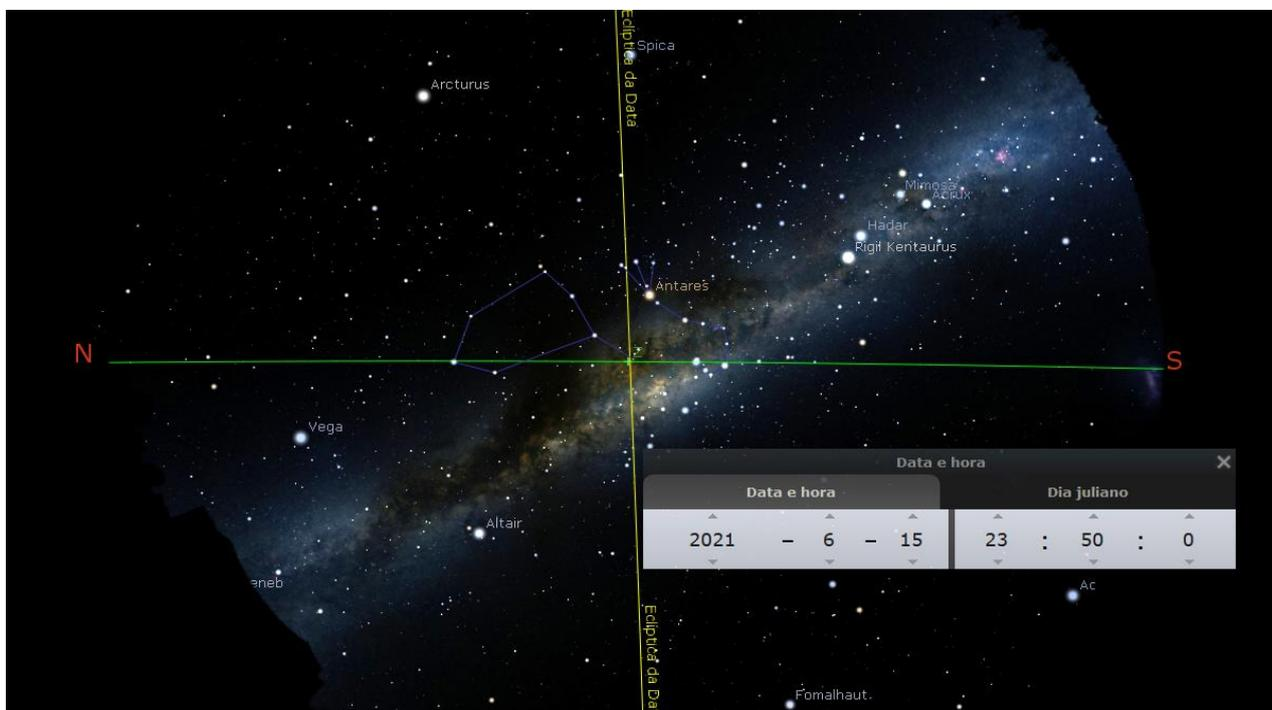 Eclíptica da Data
Spica
Arcturus
Mimosa
Acrux
Hadar
Rigil Kentaurus
Antares
N
Z
S
Vega
Data e hora
Data e hora
Dia juliano
Altair
2021 – 6 – 15 23 : 50 : 0
eneb
Ac
Eclíptica da Da
Fomalhaut